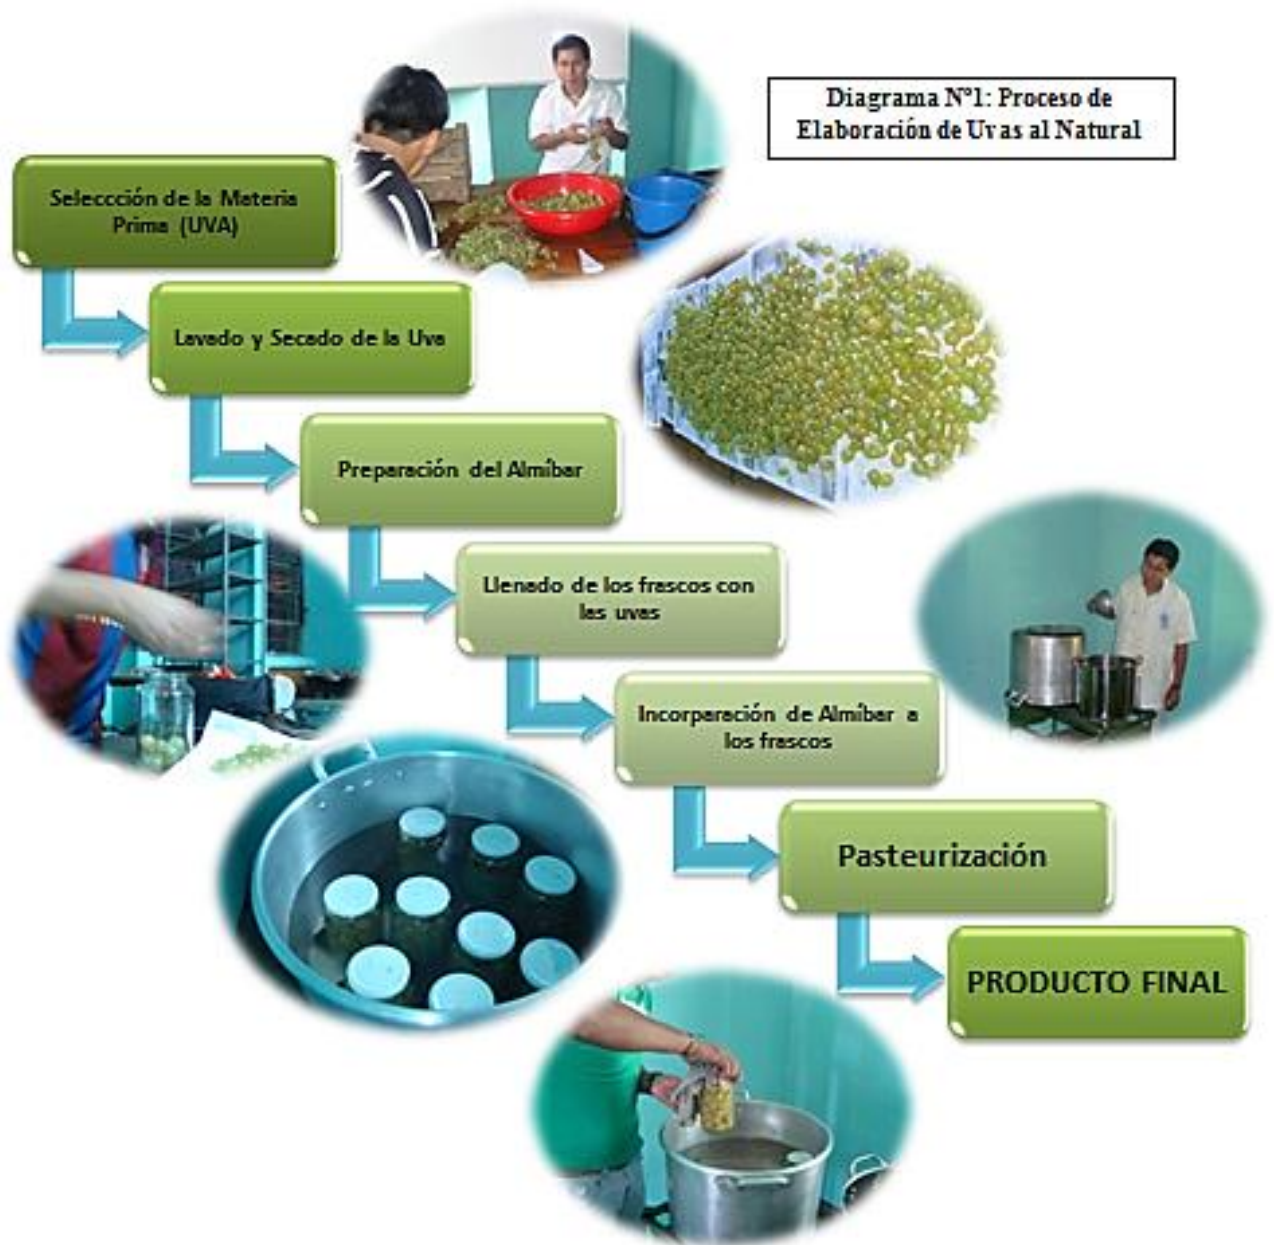 Diagrama N°1: Proceso de
Elaboración de Uvas al Natural
Seleccción de la Materia
Prima (UVA)
Lavado y Secado de la Uva
Preparación del Almíbar
Llenado de los frascos con
las uvas
Incorparación de Almíbar a
los frascos
Pasteurización
PRODUCTO FINAL